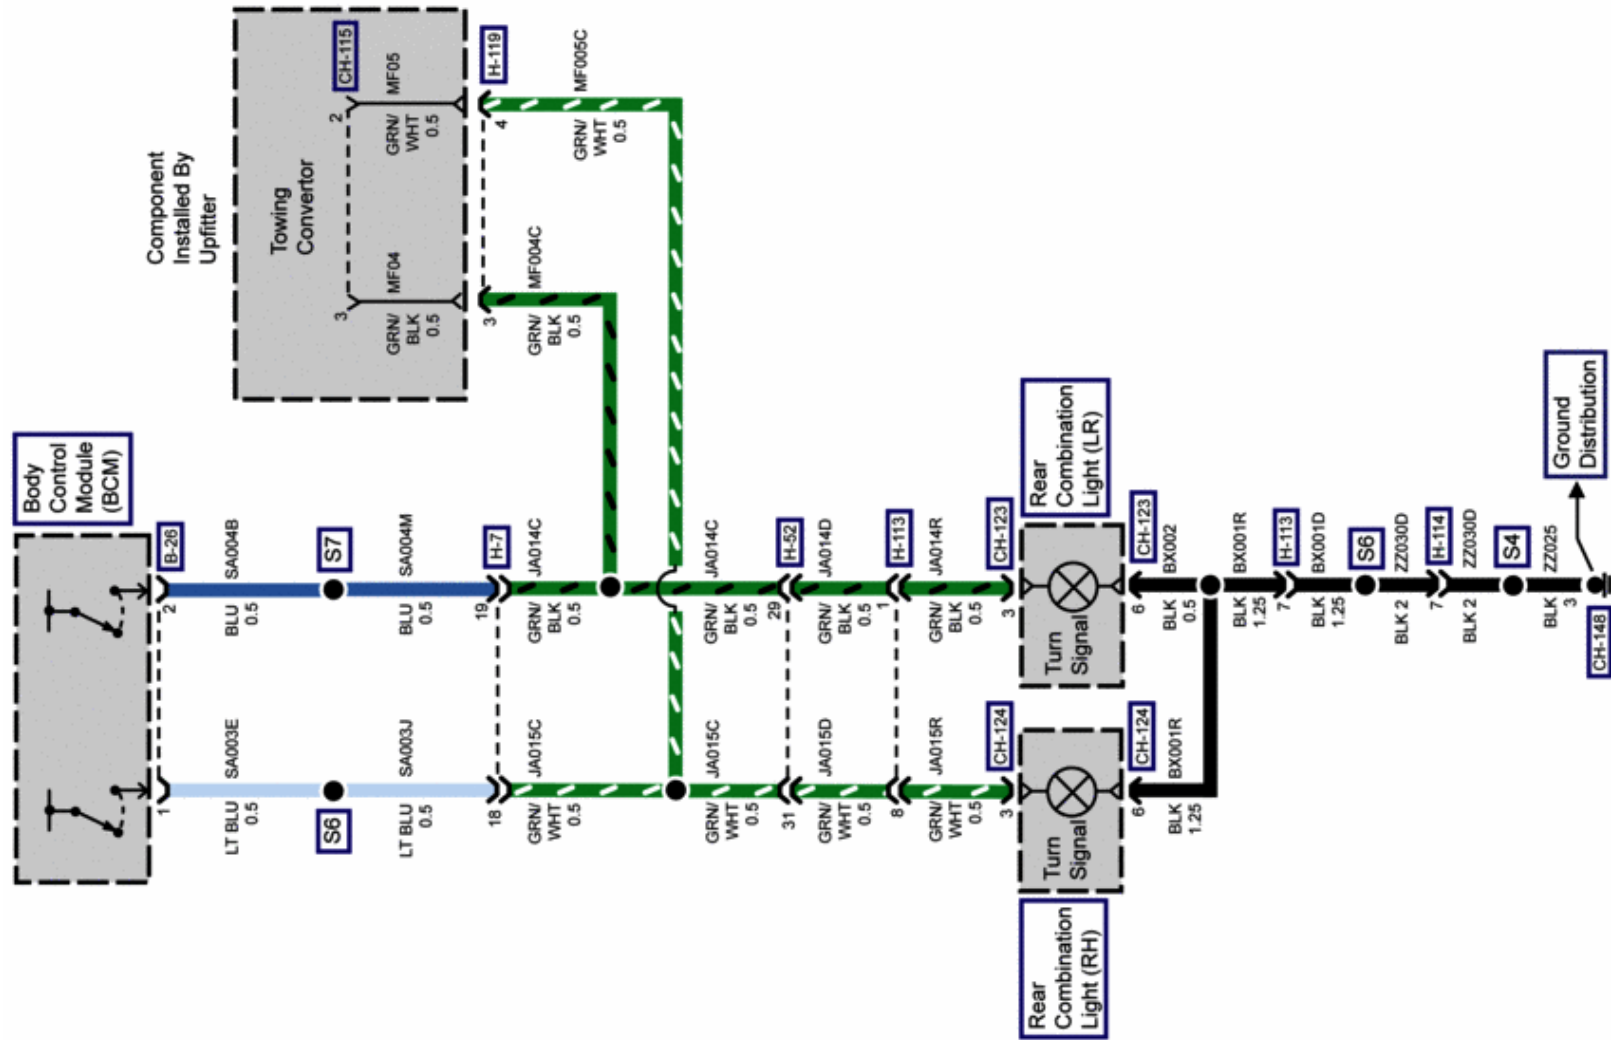 Body
Control
Module
(BCM)
B-26
1
2
LT BLU
0.5
SA003E
BLU
0.5
SA004B
S6
S7
LT BLU
0.5
SA003J
BLU
0.5
SA004M
H-7
18
19
GRN/
WHT
0.5
JA015C
GRN/
BLK
0.5
JA014C
Component
Installed By
Upfitter
Towing
Convertor
CH-115
3
2
GRN/
BLK
0.5
MF04
GRN/
WHT
0.5
MF05
H-119
3
4
GRN/
BLK
0.5
MF004C
GRN/
WHT
0.5
MF005C
GRN/
WHT
0.5
JA015C
GRN/
BLK
0.5
JA014C
H-52
31
29
GRN/
WHT
0.5
JA015D
GRN/
BLK
0.5
JA014D
H-113
8
1
GRN/
WHT
0.5
JA015R
GRN/
BLK
0.5
JA014R
3
CH-124
3
CH-123
Turn
Signal
Turn
Signal
Rear
Combination
Light (RH)
Rear
Combination
Light (LR)
6
CH-124
6
CH-123
BLK
1.25
BX001R
BLK
0.5
BX002
BLK
1.25
BX001R
7
H-113
BLK
1.25
BX001D
S6
BLK 2
ZZ030D
7
H-114
BLK 2
ZZ030D
S4
BLK
ZZ025
3
CH-148
Ground
Distribution